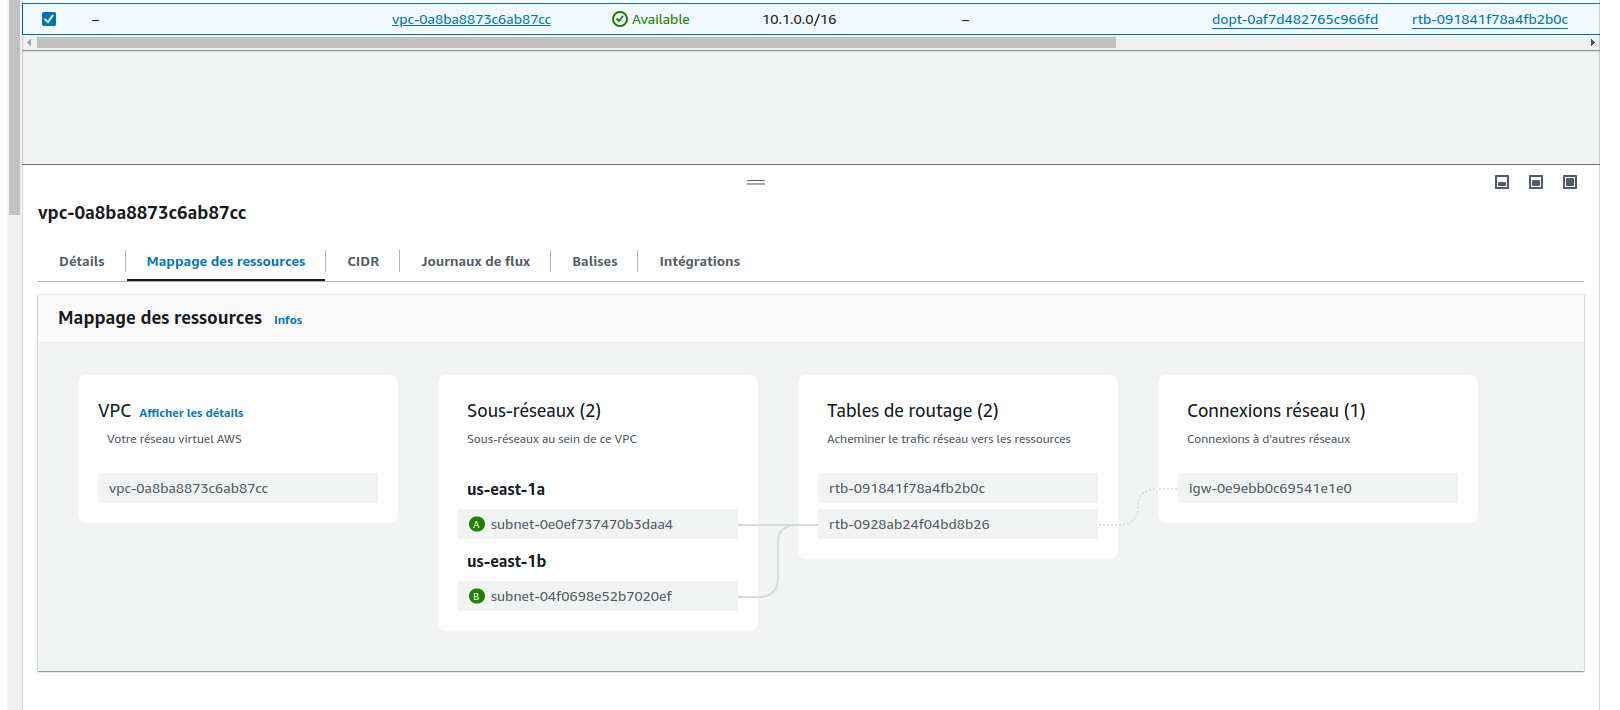 – vpc-0a8ba8873c6ab87cc Available 10.1.0.0/16 – dopt-0af7d482765c966fd rtb-091841f78a4fb2b0c
vpc-0a8ba8873c6ab87cc
Détails Mappage des ressources CIDR Journaux de flux Balises Intégrations
Mappage des ressources Infos
VPC Afficher les détails
Votre réseau virtuel AWS
vpc-0a8ba8873c6ab87cc
Sous-réseaux (2)
Sous-réseaux au sein de ce VPC
us-east-1a
A subnet-0e0ef737470b3daa4
us-east-1b
B subnet-04f0698e52b7020ef
Tables de routage (2)
Acheminer le trafic réseau vers les ressources
rtb-091841f78a4fb2b0c
rtb-0928ab24f04bd8b26
Connexions réseau (1)
Connexions à d'autres réseaux
igw-0e9ebb0c69541e1e0